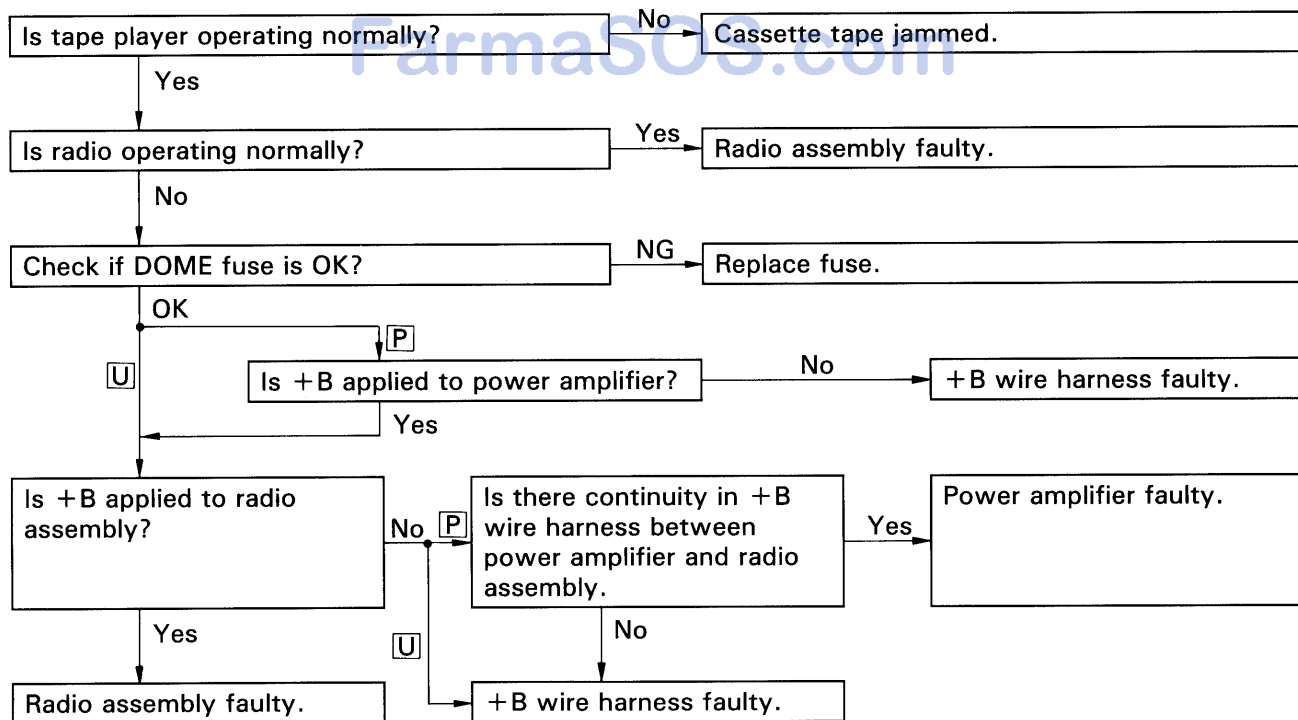 FarmaSOS.com
Is tape player operating normally?
No
Cassette tape jammed.
Yes
Is radio operating normally?
Yes
Radio assembly faulty.
No
Check if DOME fuse is OK?
NG
Replace fuse.
OK
P
U
Is +B applied to power amplifier?
No
+B wire harness faulty.
Yes
Is +B applied to radio
assembly?
No
P
Is there continuity in +B
wire harness between
power amplifier and radio
assembly.
Yes
Power amplifier faulty.
Yes
U
No
Radio assembly faulty.
+B wire harness faulty.